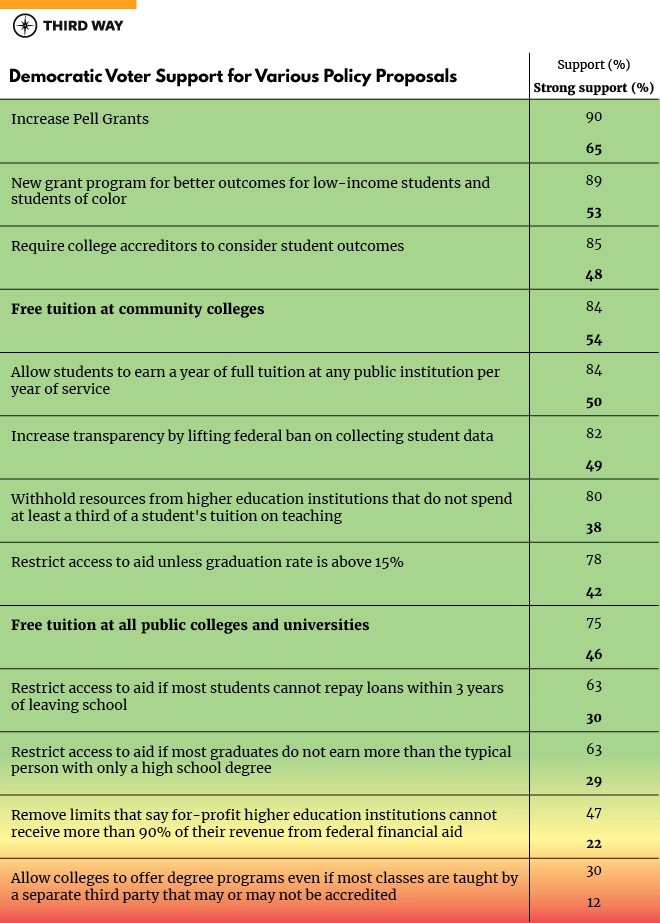 THIRD WAY
Democratic Voter Support for Various Policy Proposals
Support (%)
Strong support (%)
Increase Pell Grants
90
65
New grant program for better outcomes for low-income students and
students of color
89
53
Require college accreditors to consider student outcomes
85
48
Free tuition at community colleges
84
54
Allow students to earn a year of full tuition at any public institution per
year of service
84
50
Increase transparency by lifting federal ban on collecting student data
82
49
Withhold resources from higher education institutions that do not spend
at least a third of a student's tuition on teaching
80
38
Restrict access to aid unless graduation rate is above 15%
78
42
Free tuition at all public colleges and universities
75
46
Restrict access to aid if most students cannot repay loans within 3 years
of leaving school
63
30
Restrict access to aid if most graduates do not earn more than the typical
person with only a high school degree
63
29
Remove limits that say for-profit higher education institutions cannot
receive more than 90% of their revenue from federal financial aid
47
22
Allow colleges to offer degree programs even if most classes are taught by
a separate third party that may or may not be accredited
30
12